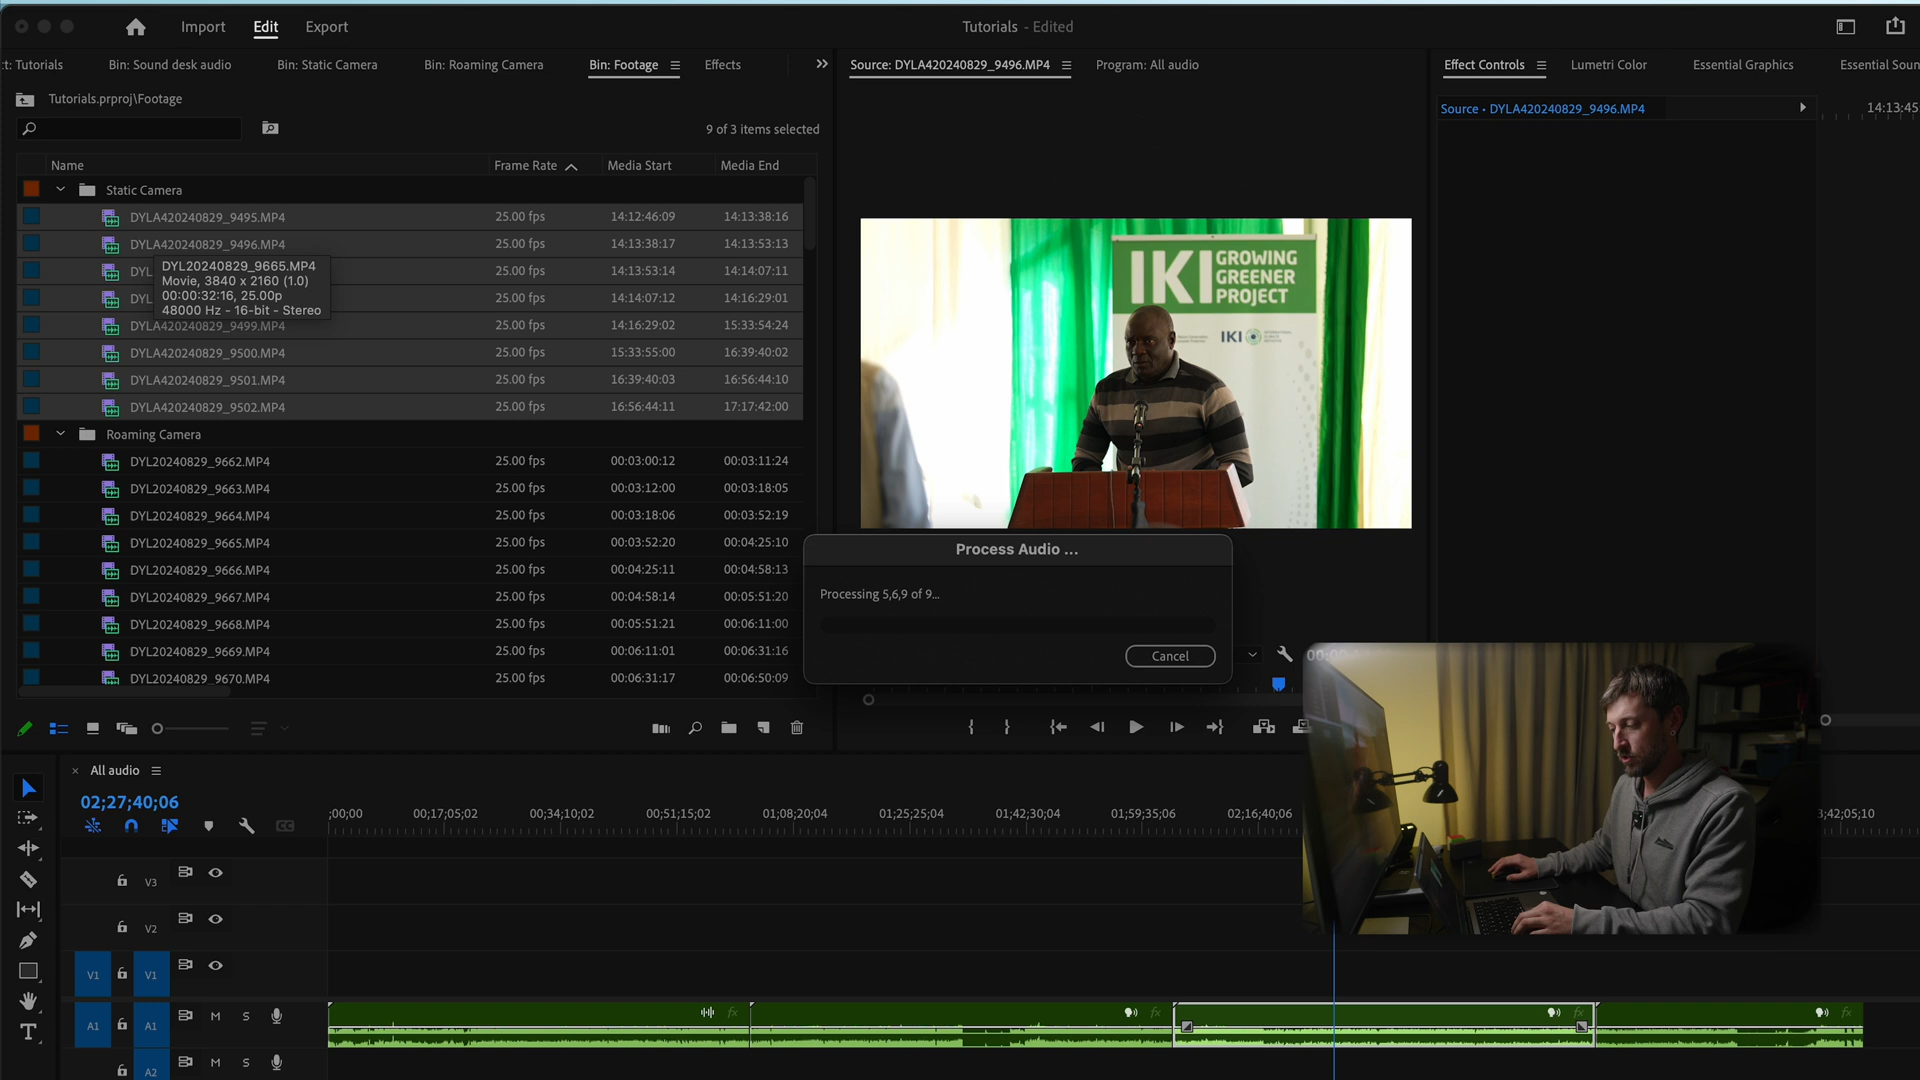 Import Edit Export
Tutorials - Edited
ct: Tutorials Bin: Sound desk audio Bin: Static Camera Bin: Roaming Camera Bin: Footage Effects
Source: DYLA420240829_9496.MP4 Program: All audio
Effect Controls Lumetri Color Essential Graphics Essential Soun
Tutorials.prproj\Footage
Source • DYLA420240829_9496.MP4
14:13:45
9 of 3 items selected
Name Frame Rate Media Start Media End
Static Camera
DYLA420240829_9495.MP4 25.00 fps 14:12:46:09 14:13:38:16
DYLA420240829_9496.MP4 25.00 fps 14:13:38:17 14:13:53:13
DYL 25.00 fps 14:13:53:14 14:14:07:11
DYL 25.00 fps 14:14:07:12 14:16:29:01
DYL20240829_9665.MP4
Movie, 3840 x 2160 (1.0)
00:00:32:16, 25.00p
48000 Hz - 16-bit - Stereo
DYLA420240829_9499.MP4 25.00 fps 14:16:29:02 15:33:54:24
DYLA420240829_9500.MP4 25.00 fps 15:33:55:00 16:39:40:02
DYLA420240829_9501.MP4 25.00 fps 16:39:40:03 16:56:44:10
DYLA420240829_9502.MP4 25.00 fps 16:56:44:11 17:17:42:00
Roaming Camera
DYL20240829_9662.MP4 25.00 fps 00:03:00:12 00:03:11:24
DYL20240829_9663.MP4 25.00 fps 00:03:12:00 00:03:18:05
DYL20240829_9664.MP4 25.00 fps 00:03:18:06 00:03:52:19
DYL20240829_9665.MP4 25.00 fps 00:03:52:20 00:04:25:10
DYL20240829_9666.MP4 25.00 fps 00:04:25:11 00:04:58:13
DYL20240829_9667.MP4 25.00 fps 00:04:58:14 00:05:51:20
DYL20240829_9668.MP4 25.00 fps 00:05:51:21 00:06:11:00
DYL20240829_9669.MP4 25.00 fps 00:06:11:01 00:06:31:16
DYL20240829_9670.MP4 25.00 fps 00:06:31:17 00:06:50:09
IKI GROWING
GREENER
PROJECT
IKI
Process Audio ...
Processing 5,6,9 of 9...
Cancel
All audio
02;27;40;06
;00;00 00;17;05;02 00;34;10;02 00;51;15;02 01;08;20;04 01;25;25;04 01;42;30;04 01;59;35;06 02;16;40;06 3;42;05;10
V3
V2
V1 V1
A1 A1 M S
fx fx fx fx
A2 M S